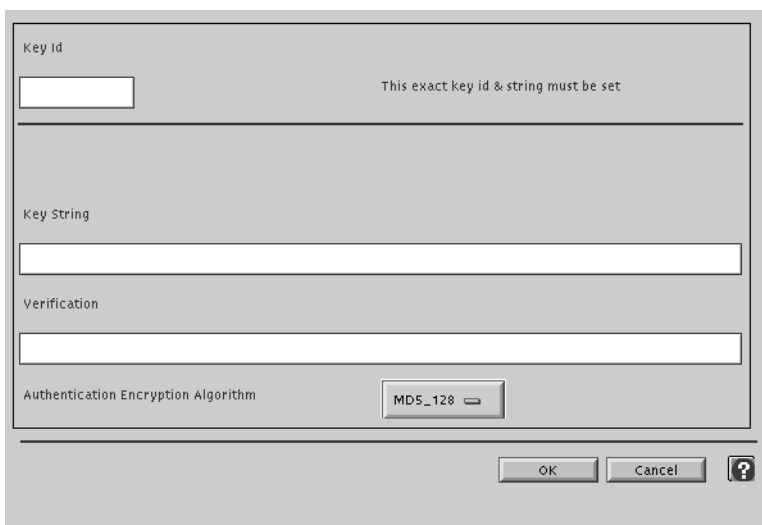 Key Id
This exact key id & string must be set
Key String
Verification
Authentication Encryption Algorithm
MD5_128
OK
Cancel
?